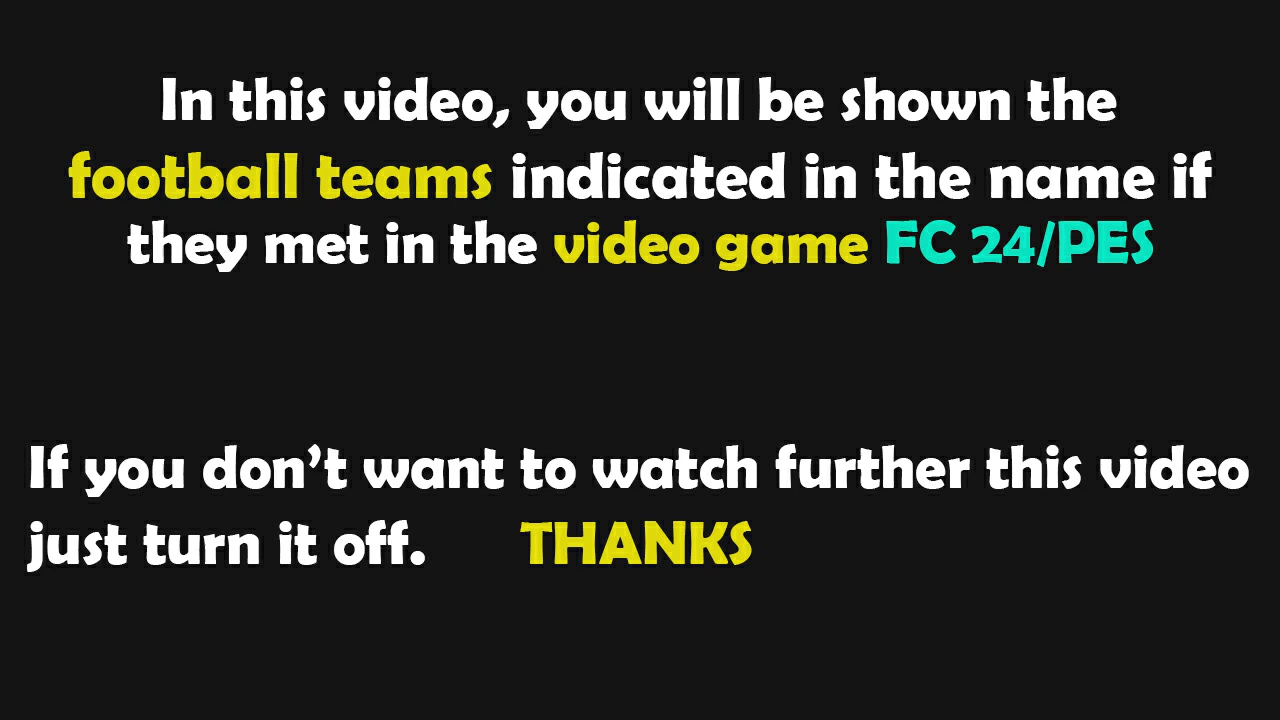 In this video, you will be shown the
football teams indicated in the name if
they met in the video game FC 24/PES
If you don’t want to watch further this video
just turn it off. THANKS